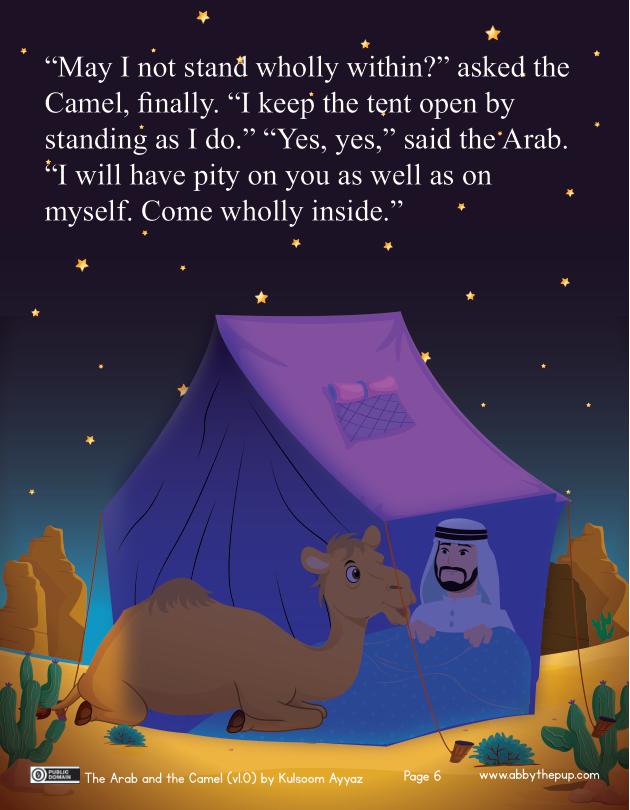 “May I not stand wholly within?” asked the
Camel, finally. “I keep the tent open by
standing as I do.” “Yes, yes,” said the Arab.
“I will have pity on you as well as on
myself. Come wholly inside.”
PUBLIC
DOMAIN
The Arab and the Camel (v1.0) by Kulsoom Ayyaz
Page 6
www.abbythepup.com